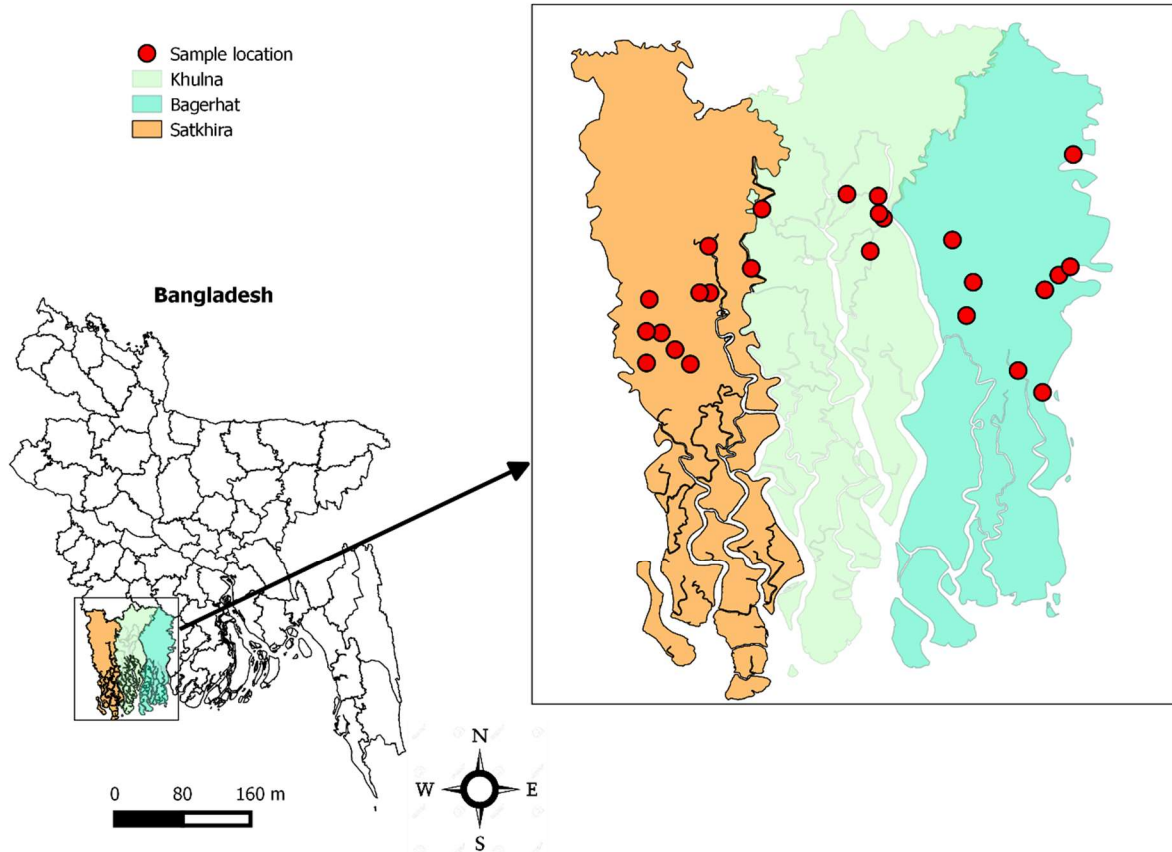 Sample location
Khulna
Bagerhat
Satkhira
Bangladesh
0 80 160 m
N
W E
S